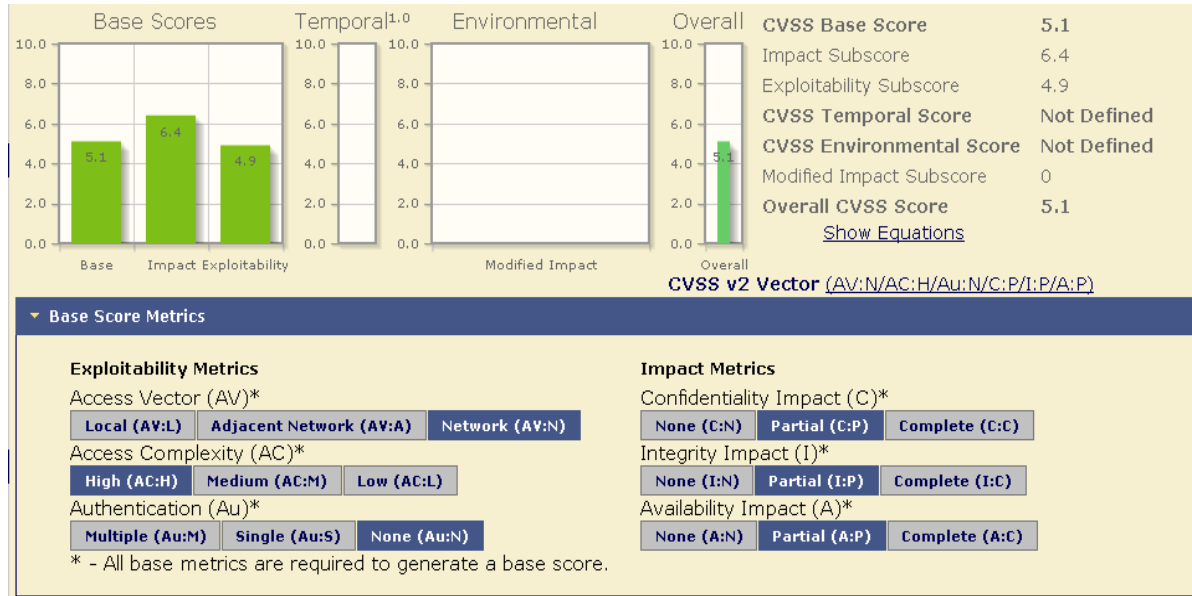 Base Scores
Temporal
1.0
Environmental
Overall
10.0
8.0
6.0
4.0
2.0
0.0
5.1
6.4
4.9
Base
Impact
Exploitability
10.0
8.0
6.0
4.0
2.0
0.0
10.0
8.0
6.0
4.0
2.0
0.0
Modified Impact
10.0
8.0
6.0
4.0
2.0
0.0
5.1
Overall
CVSS Base Score 5.1
Impact Subscore 6.4
Exploitability Subscore 4.9
CVSS Temporal Score Not Defined
CVSS Environmental Score Not Defined
Modified Impact Subscore 0
Overall CVSS Score 5.1
Show Equations
CVSS v2 Vector (AV:N/AC:H/Au:N/C:P/I:P/A:P)
Base Score Metrics
Exploitability Metrics
Access Vector (AV)*
Local (AV:L) Adjacent Network (AV:A) Network (AV:N)
Access Complexity (AC)*
High (AC:H) Medium (AC:M) Low (AC:L)
Authentication (Au)*
Multiple (Au:M) Single (Au:S) None (Au:N)
* - All base metrics are required to generate a base score.
Impact Metrics
Confidentiality Impact (C)*
None (C:N) Partial (C:P) Complete (C:C)
Integrity Impact (I)*
None (I:N) Partial (I:P) Complete (I:C)
Availability Impact (A)*
None (A:N) Partial (A:P) Complete (A:C)